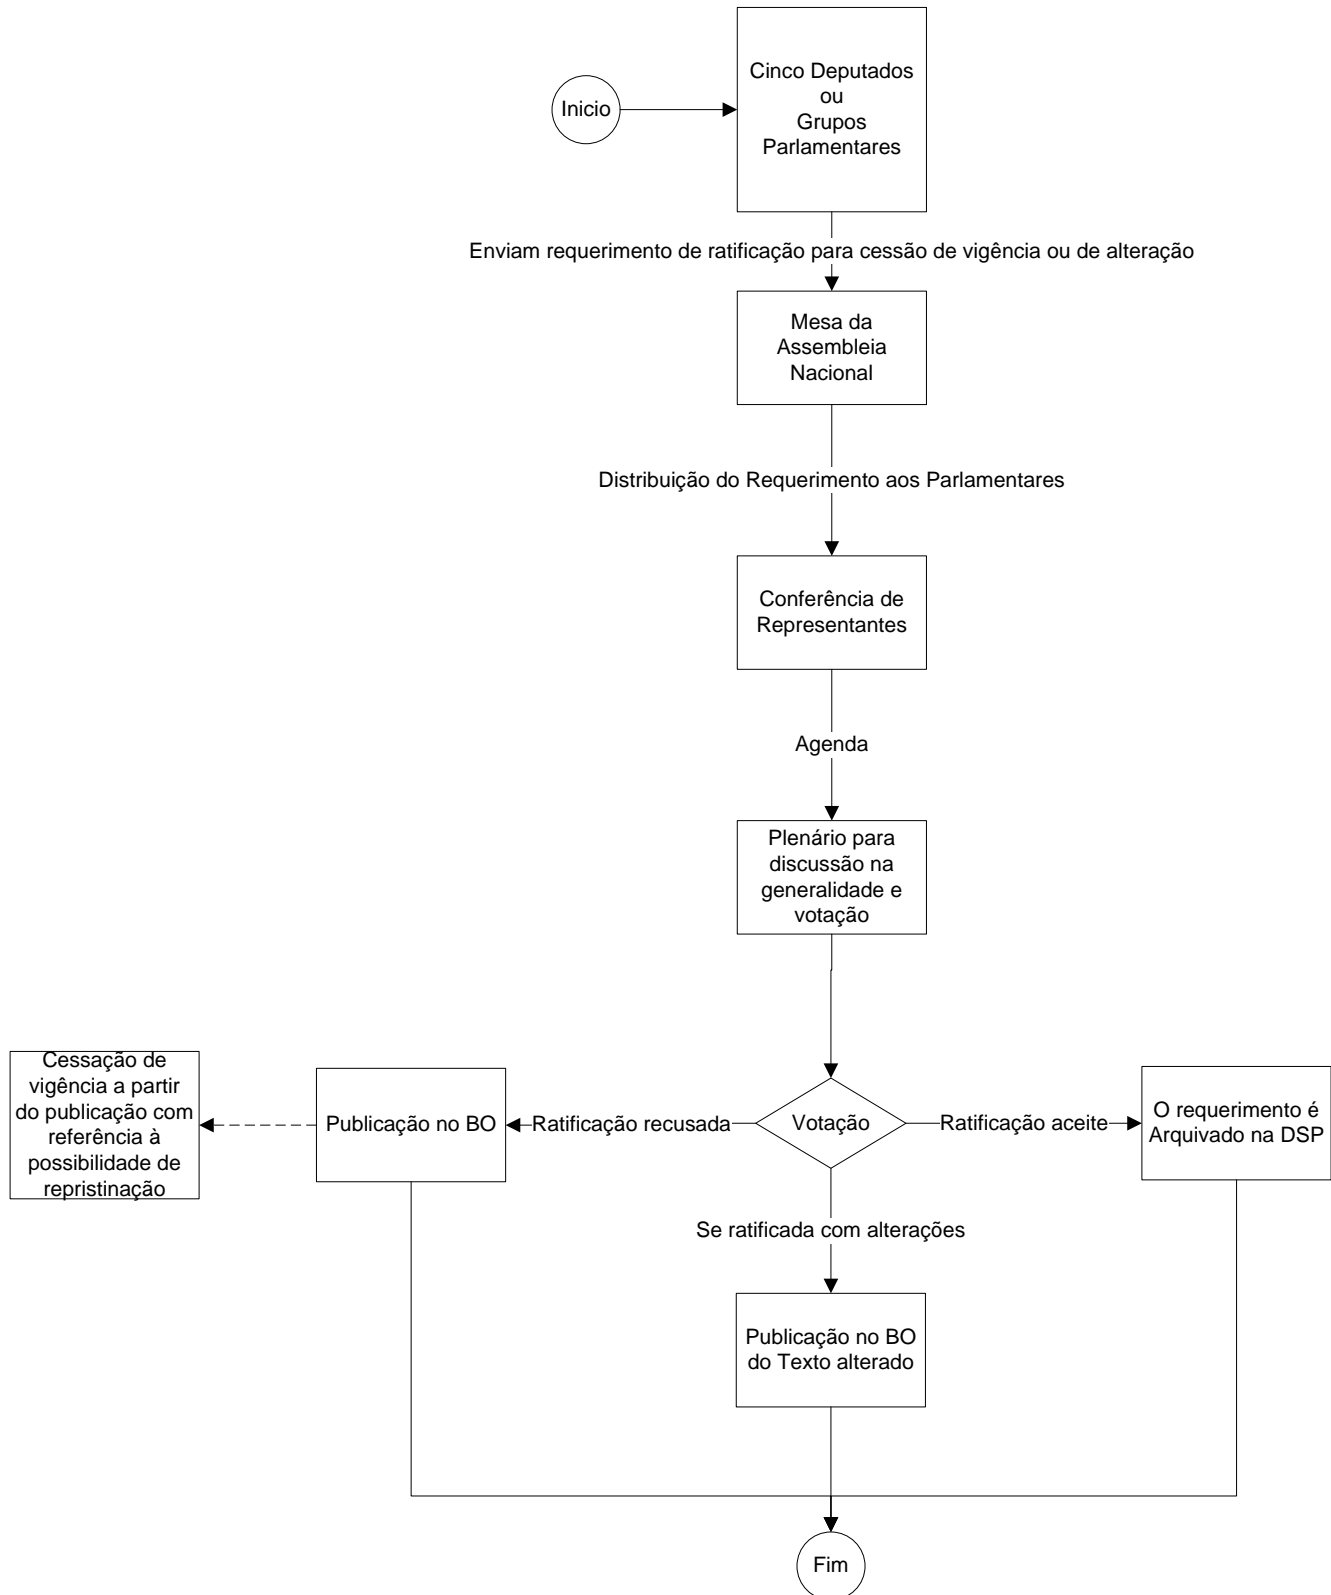 Cinco Deputados
ou
Grupos
Parlamentares
Inicio
Enviam requerimento de ratificação para cessão de vigência ou de alteração
Mesa da
Assembleia
Nacional
Distribuição do Requerimento aos Parlamentares
Conferência de
Representantes
Agenda
Plenário para
discussão na
generalidade e
votação
Cessação de
vigência a partir
do publicação com
referência à
possibilidade de
repristinação
Publicação no BO
Ratificação recusada
Votação
Ratificação aceite
O requerimento é
Arquivado na DSP
Se ratificada com alterações
Publicação no BO
do Texto alterado
Fim